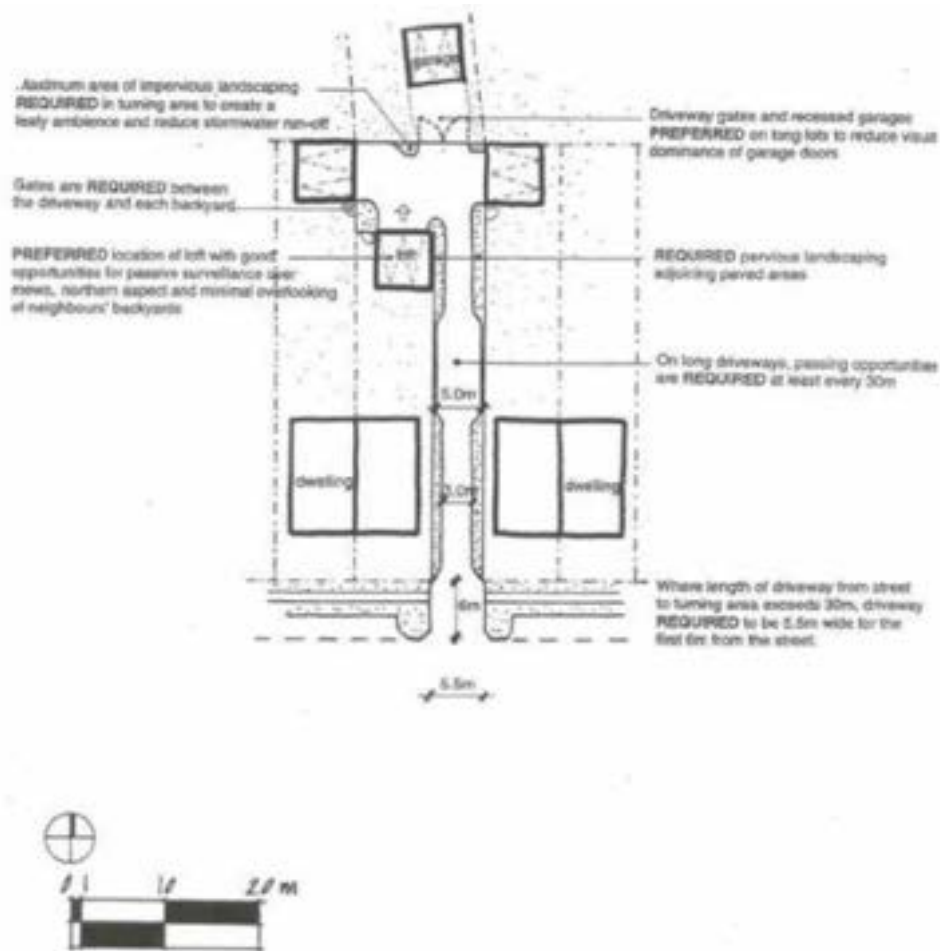 garage
.Maximum area of impervious landscaping
REQUIRED in turning area to create a
leafy ambience and reduce stormwater run-off
Driveway gates and recessed garages
PREFERRED on long lots to reduce visual
dominance of garage doors
Gates are REQUIRED between
the driveway and each backyard
PREFERRED location of loft with good
opportunities for passive surveillance over
mews, northern aspect and minimal overlooking
of neighbours' backyards
loft
REQUIRED pervious landscaping
adjoining paved areas
On long driveways, passing opportunities
are REQUIRED at least every 30m
5.0m
dwelling
3.0m
dwelling
6m
Where length of driveway from street
to turning area exceeds 30m, driveway
REQUIRED to be 5.5m wide for the
first 6m from the street.
5.5m
0 1 10 20 m